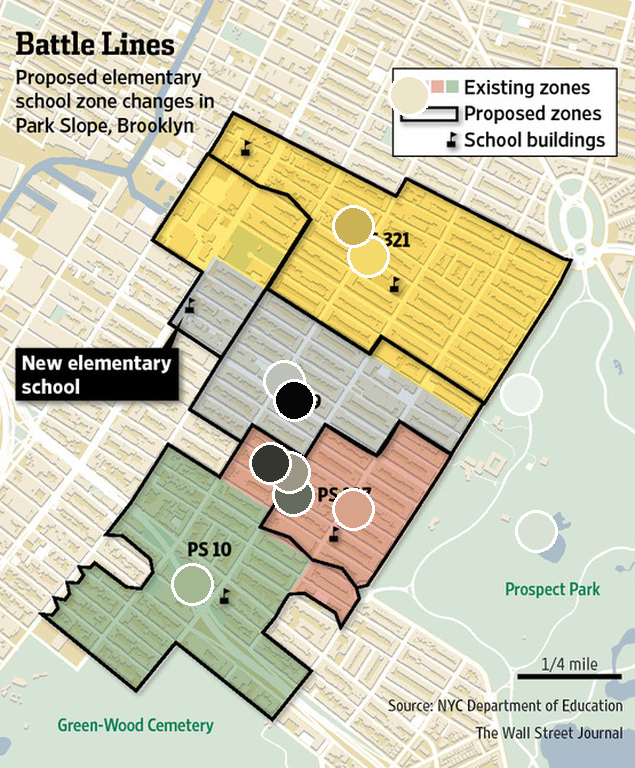 Battle Lines
Proposed elementary
school zone changes in
Park Slope, Brooklyn
Existing zones
Proposed zones
School buildings
321
New elementary
school
PS 10
Prospect Park
1/4 mile
Source: NYC Department of Education
The Wall Street Journal
Green-Wood Cemetery